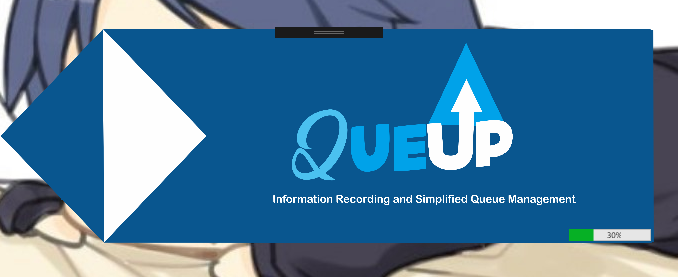 QUEUP
Information Recording and Simplified Queue Management
30%